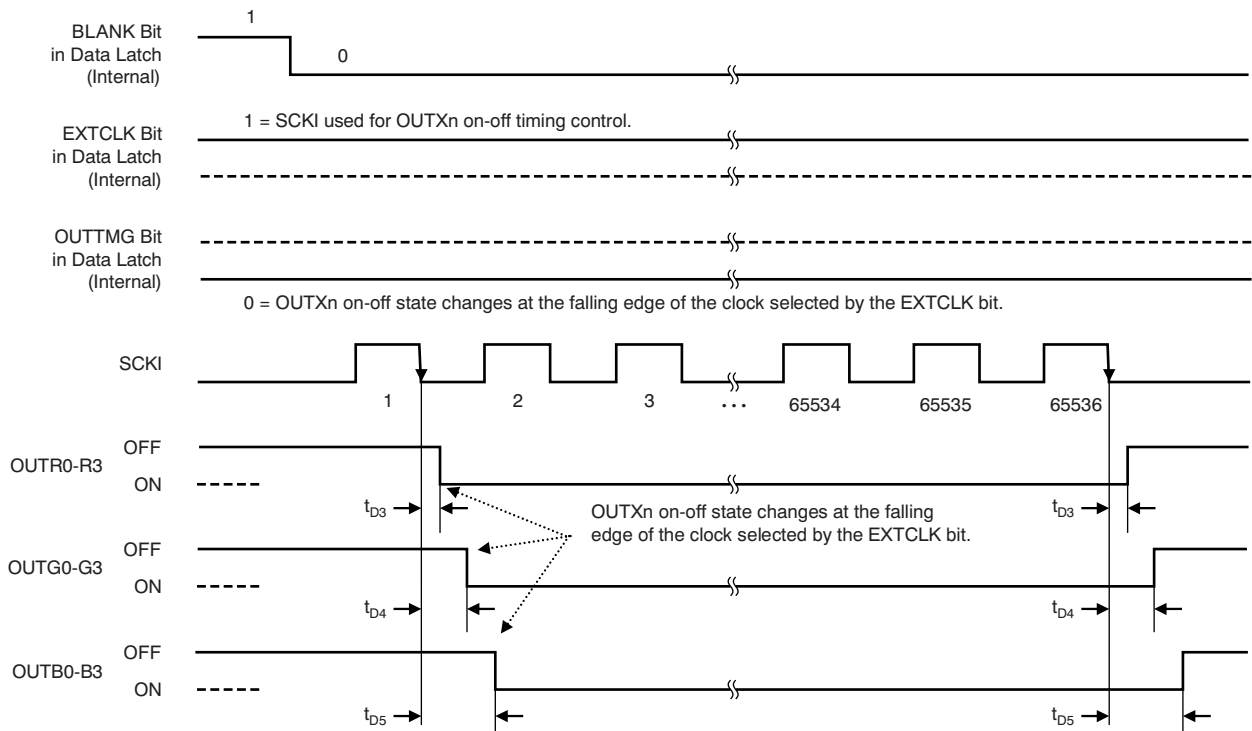 1
BLANK Bit
in Data Latch
(Internal)
0
1 = SCKI used for OUTXn on-off timing control.
EXTCLK Bit
in Data Latch
(Internal)
OUTTMG Bit
in Data Latch
(Internal)
0 = OUTXn on-off state changes at the falling edge of the clock selected by the EXTCLK bit.
SCKI
1
2
3
...
65534
65535
65536
OUTR0-R3
OFF
ON
tD3
tD3
OUTXn on-off state changes at the falling
edge of the clock selected by the EXTCLK bit.
OUTG0-G3
OFF
ON
tD4
tD4
OUTB0-B3
OFF
ON
tD5
tD5